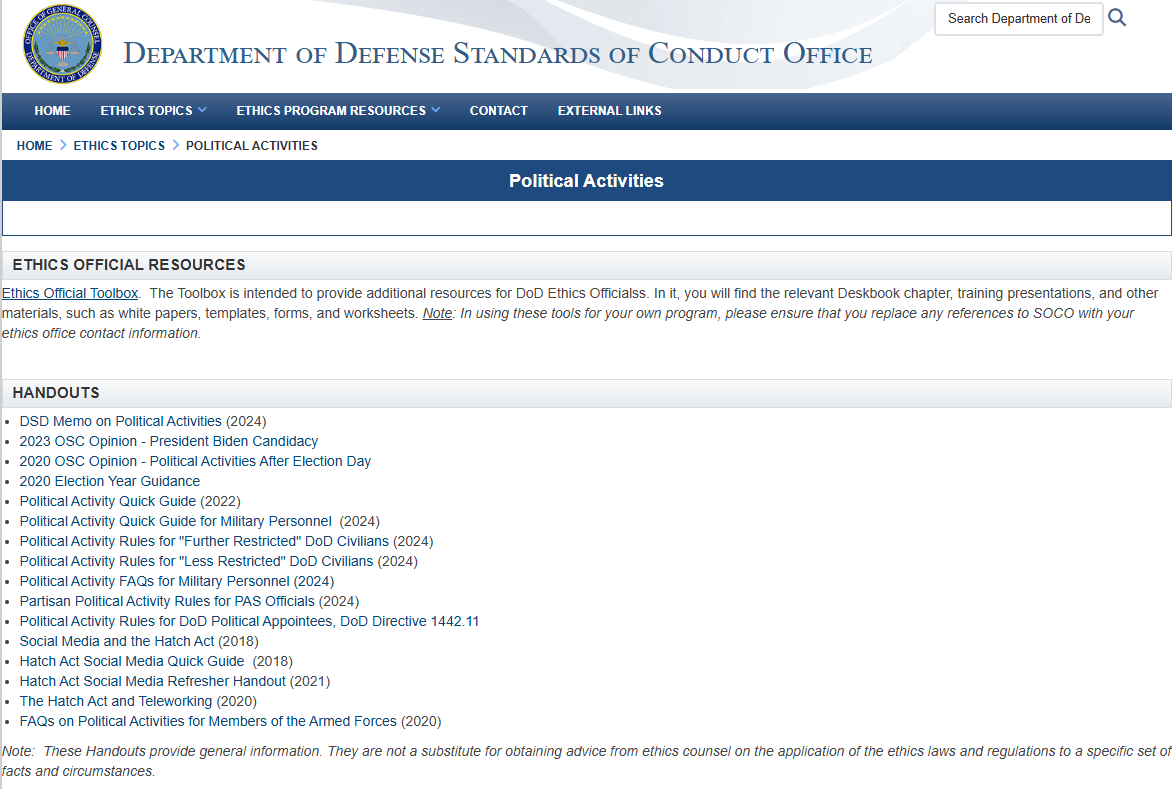 OFFICE OF GENERAL COUNSEL
DEPARTMENT OF DEFENSE
Search Department of De
DEPARTMENT OF DEFENSE STANDARDS OF CONDUCT OFFICE
HOME ETHICS TOPICS ETHICS PROGRAM RESOURCES CONTACT EXTERNAL LINKS
HOME > ETHICS TOPICS > POLITICAL ACTIVITIES
Political Activities
ETHICS OFFICIAL RESOURCES
Ethics Official Toolbox.  The Toolbox is intended to provide additional resources for DoD Ethics Officialss. In it, you will find the relevant Deskbook chapter, training presentations, and other
materials, such as white papers, templates, forms, and worksheets. Note: In using these tools for your own program, please ensure that you replace any references to SOCO with your
ethics office contact information.
HANDOUTS
• DSD Memo on Political Activities (2024)
• 2023 OSC Opinion - President Biden Candidacy
• 2020 OSC Opinion - Political Activities After Election Day
• 2020 Election Year Guidance
• Political Activity Quick Guide (2022)
• Political Activity Quick Guide for Military Personnel  (2024)
• Political Activity Rules for "Further Restricted" DoD Civilians (2024)
• Political Activity Rules for "Less Restricted" DoD Civilians (2024)
• Political Activity FAQs for Military Personnel (2024)
• Partisan Political Activity Rules for PAS Officials (2024)
• Political Activity Rules for DoD Political Appointees, DoD Directive 1442.11
• Social Media and the Hatch Act (2018)
• Hatch Act Social Media Quick Guide  (2018)
• Hatch Act Social Media Refresher Handout (2021)
• The Hatch Act and Teleworking (2020)
• FAQs on Political Activities for Members of the Armed Forces (2020)
Note:  These Handouts provide general information. They are not a substitute for obtaining advice from ethics counsel on the application of the ethics laws and regulations to a specific set of
facts and circumstances.